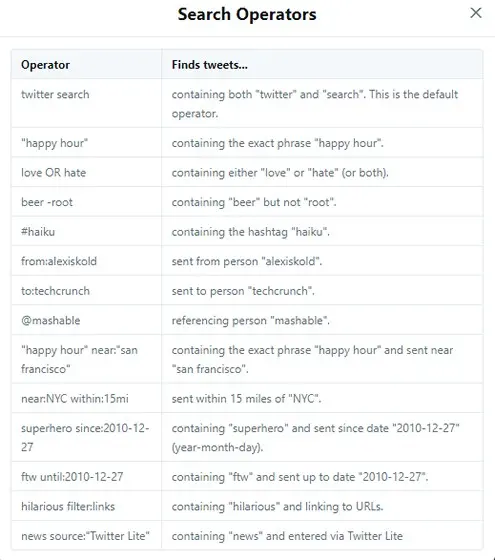 Search Operators
Operator Finds tweets...
twitter search containing both "twitter" and "search". This is the default
operator.
"happy hour" containing the exact phrase "happy hour".
love OR hate containing either "love" or "hate" (or both).
beer -root containing "beer" but not "root".
#haiku containing the hashtag "haiku".
from:alexiskold sent from person "alexiskold".
to:techcrunch sent to person "techcrunch".
@mashable referencing person "mashable".
"happy hour" near:"san containing the exact phrase "happy hour" and sent near
francisco" "san francisco".
near:NYC within:15mi sent within 15 miles of "NYC".
superhero since:2010-12- containing "superhero" and sent since date "2010-12-27"
27 (year-month-day).
ftw until:2010-12-27 containing "ftw" and sent up to date "2010-12-27".
hilarious filter:links containing "hilarious" and linking to URLs.
news source:"Twitter Lite" containing "news" and entered via Twitter Lite